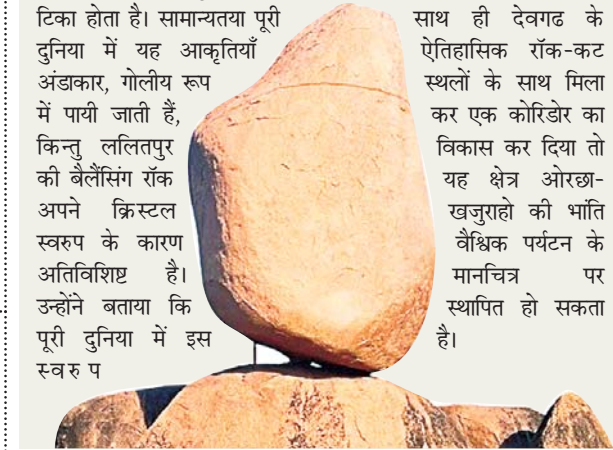 टिका होता है। सामान्यतया पूरी
दुनिया में यह आकृतियाँ
अंडाकार, गोलीय रूप
में पायी जाती हैं,
किन्तु ललितपुर
की बैलैंसिंग रॉक
अपने क्रिस्टल
स्वरुप के कारण
अतिविशिष्ट है।
उन्होंने बताया कि
पूरी दुनिया में इस
स्वरु प
साथ ही देवगढ के
ऐतिहासिक रॉक-कट
स्थलों के साथ मिला
कर एक कोरिडोर का
विकास कर दिया तो
यह क्षेत्र ओरछा-
खजुराहो की भांति
वैश्विक पर्यटन के
मानचित्र पर
स्थापित हो सकता
है।